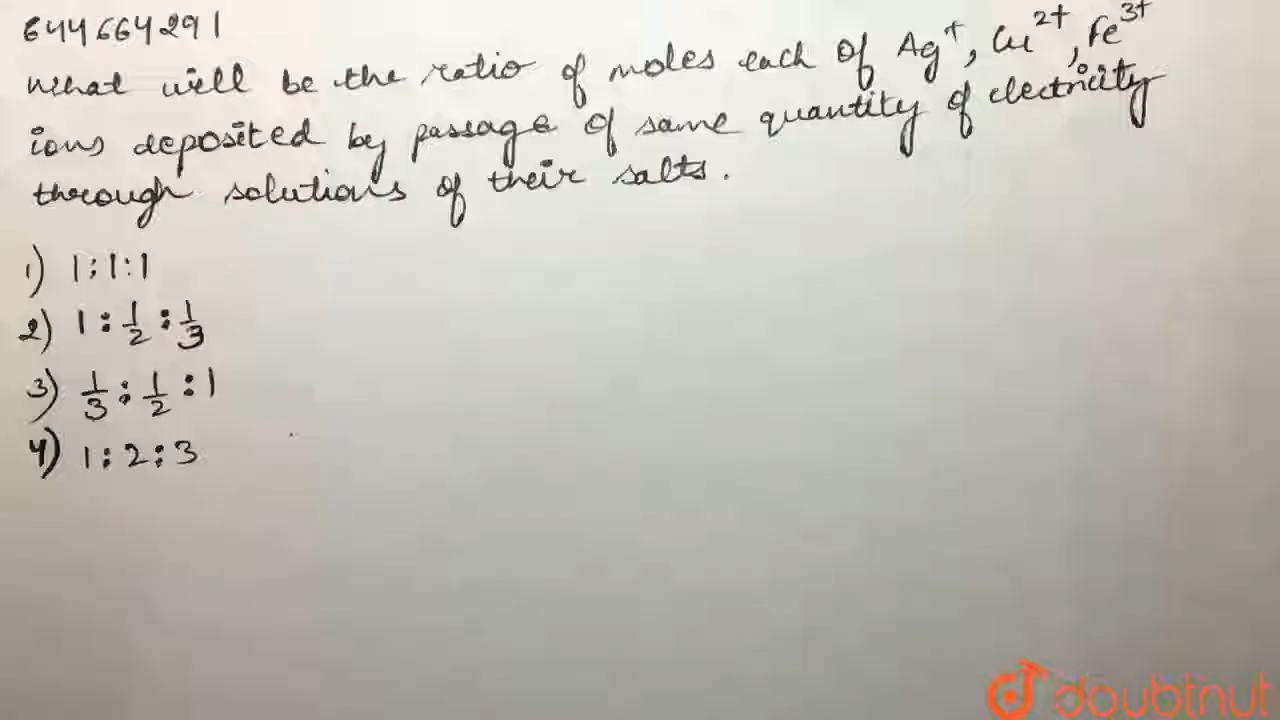 644664291
What will be the ratio of moles each of Ag⁺, Cu²⁺, Fe³⁺
ions deposited by passage of same quantity of electricity
through solutions of their salts.
1) 1:1:1
2) 1 : 1/2 : 1/3
3) 1/3 : 1/2 : 1
4) 1 : 2 : 3
doubtnut